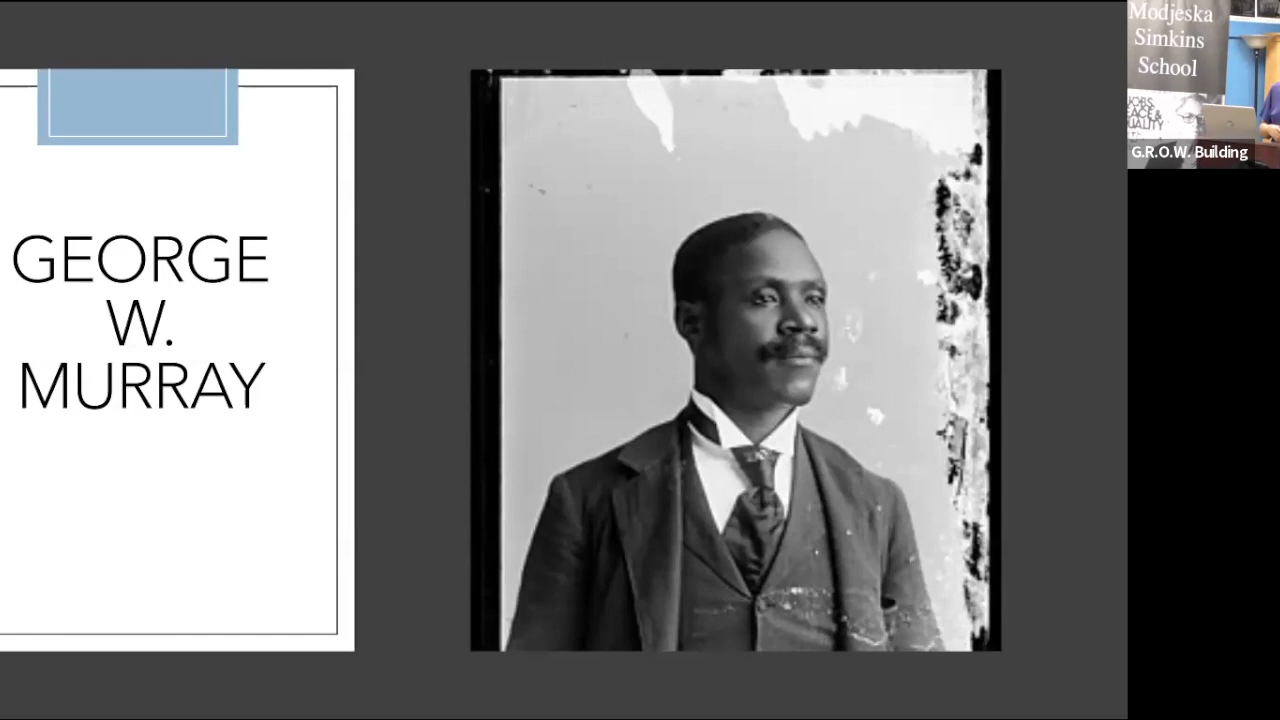 GEORGE
W.
MURRAY
Modjeska
Simkins
School
G.R.O.W. Building